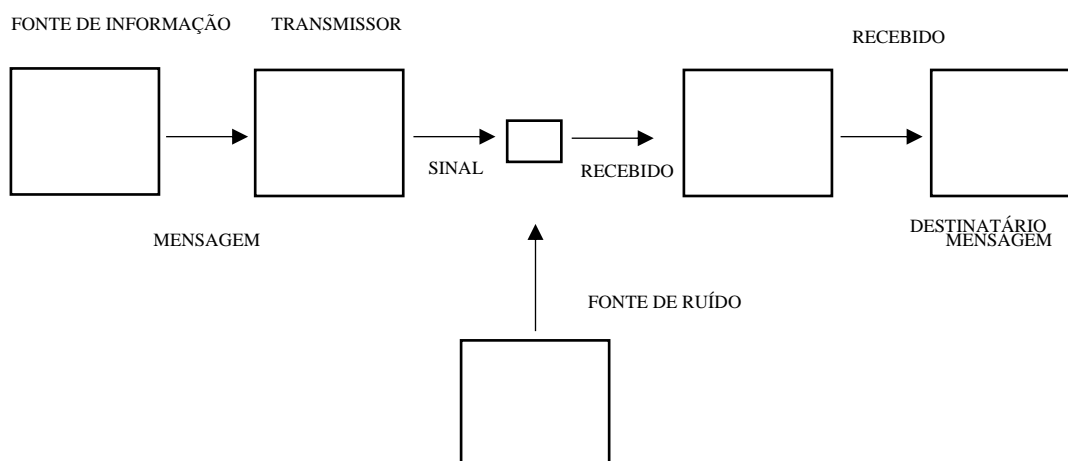 FONTE DE INFORMAÇÃO
TRANSMISSOR
RECEBIDO
SINAL
RECEBIDO
MENSAGEM
DESTINATÁRIO
MENSAGEM
FONTE DE RUÍDO